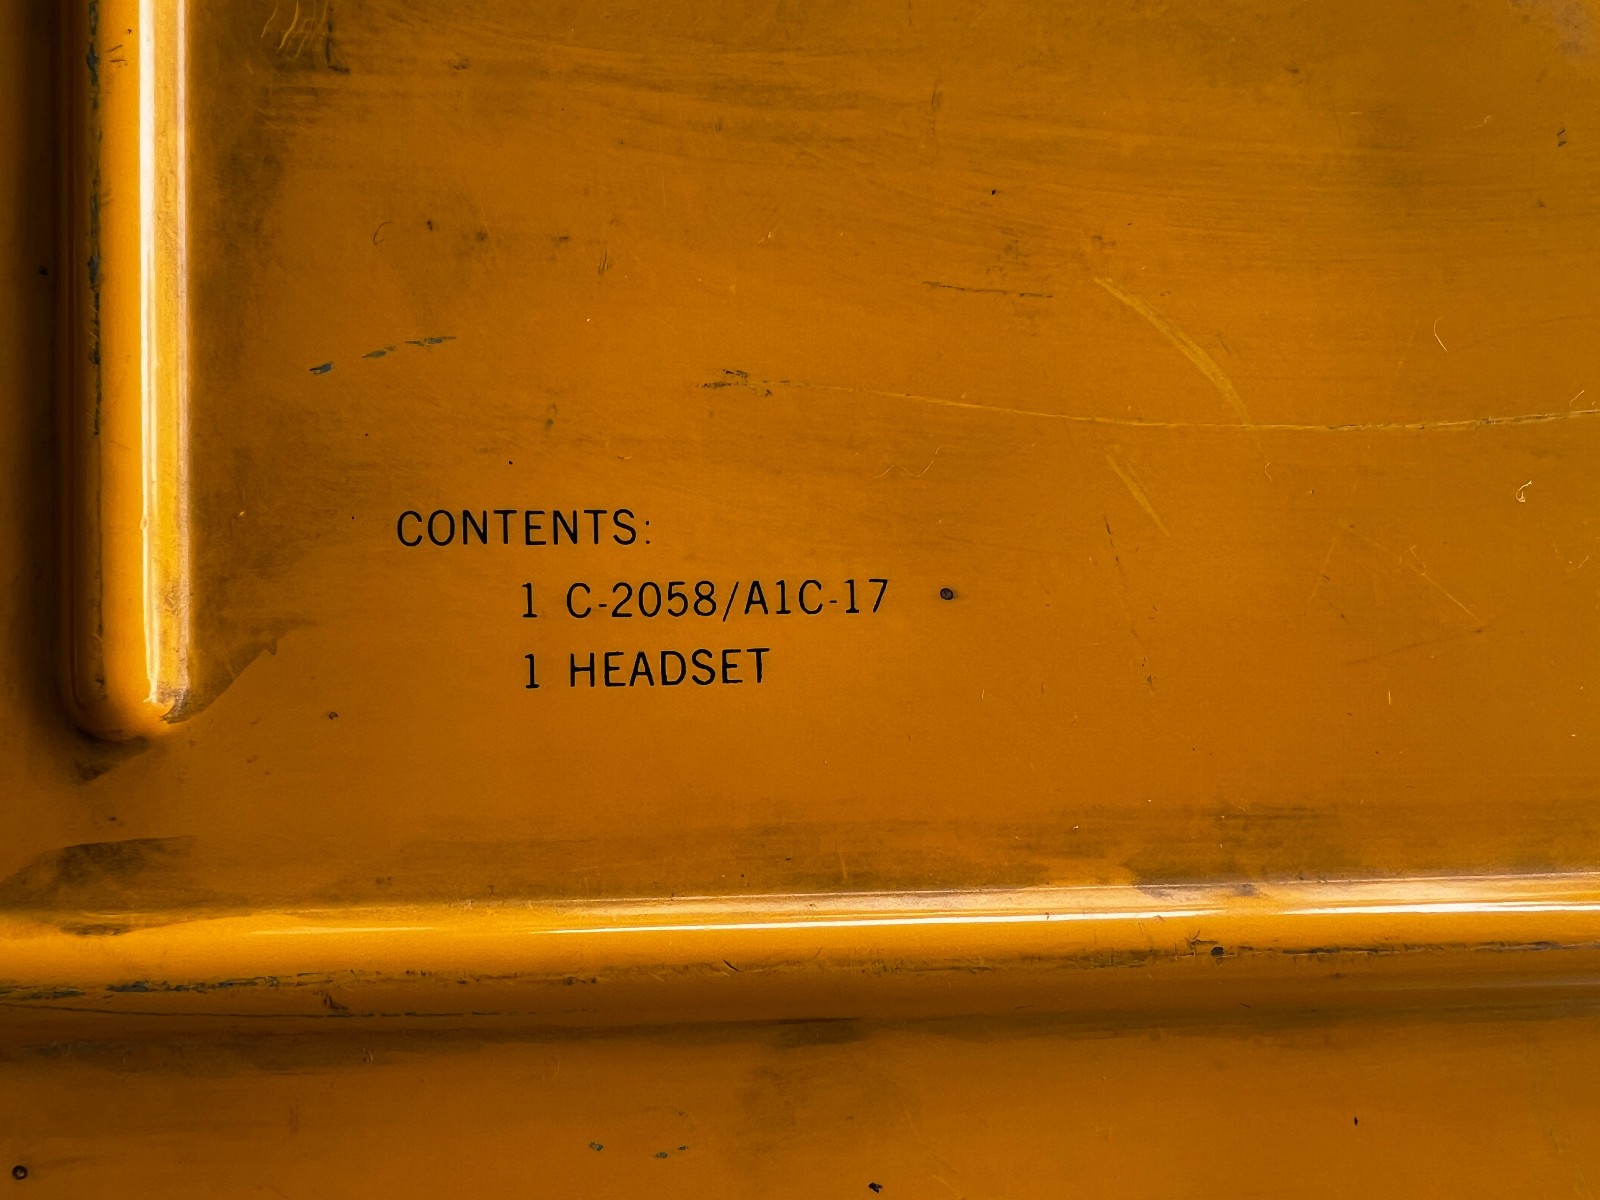 CONTENTS:
1 C-2058/A1C-17
1 HEADSET